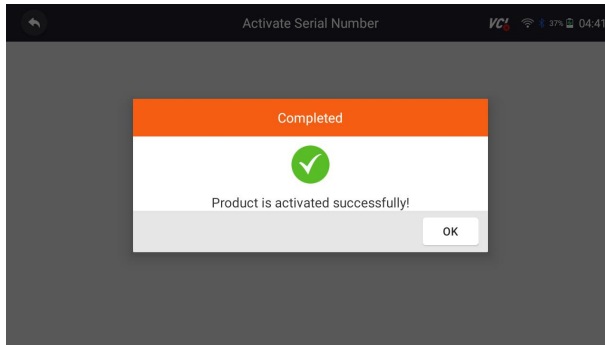 Activate Serial Number
VCI 37% 04:41
Completed
Product is activated successfully!
OK